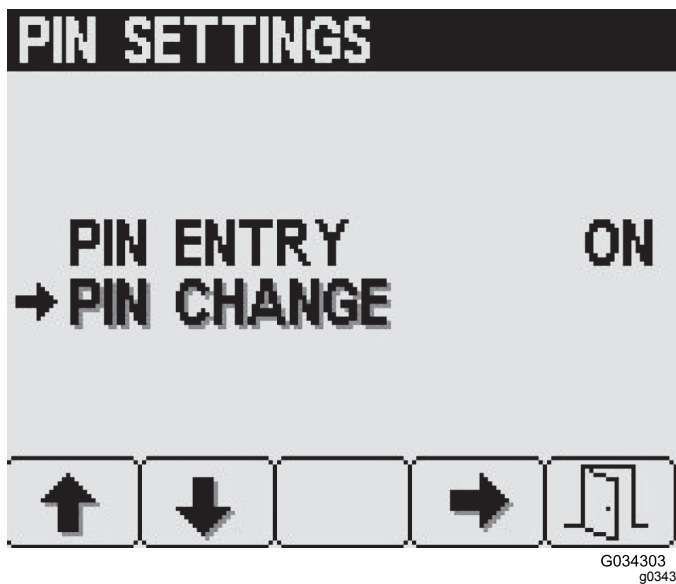 PIN SETTINGS
PIN ENTRY ON
PIN CHANGE
G034303
g0343